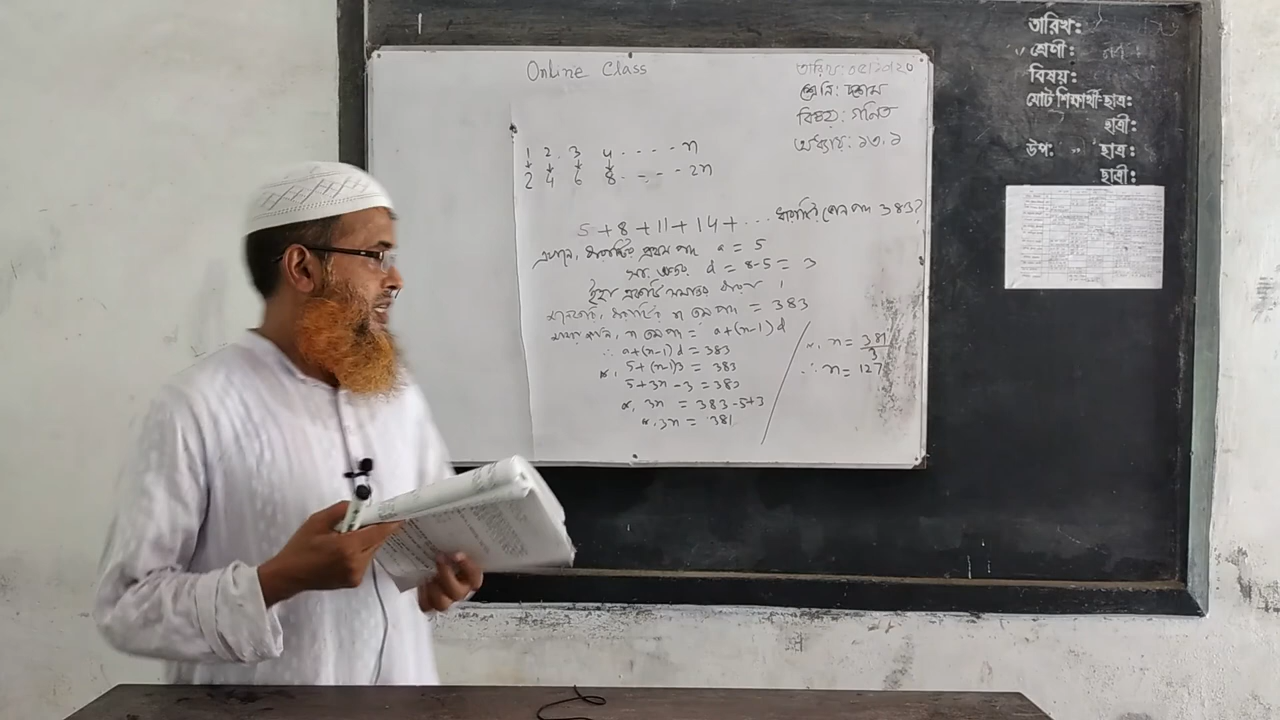 Online Class
তারিখ:
শ্রেণি: দশম
বিষয়: গণিত
অধ্যায়: ১৩.১
1 2 3 4 ..... n
2 4 6 8 .... 2n
5 + 8 + 11 + 14 + ... ধারাটির কোন পদ 383?
এখানে, ধারাটির প্রথম পদ a = 5
সা. অন্তর d = 8-5 = 3
ইহা একটি সমান্তর ধারা।
মনেকরি, ধারাটির n তম পদ = 383
আমরা জানি, n তম পদ = a+(n-1)d
∴ a+(n-1)d = 383
বা, 5+(n-1)3 = 383
5+3n-3 = 383
বা, 3n = 383-5+3
বা, 3n = 381
বা, n = 381/3
∴ n = 127
তারিখ:
শ্রেণী:
বিষয়:
মোট শিক্ষার্থী-ছাত্র:
ছাত্রী:
উপ: " ছাত্র:
ছাত্রী: